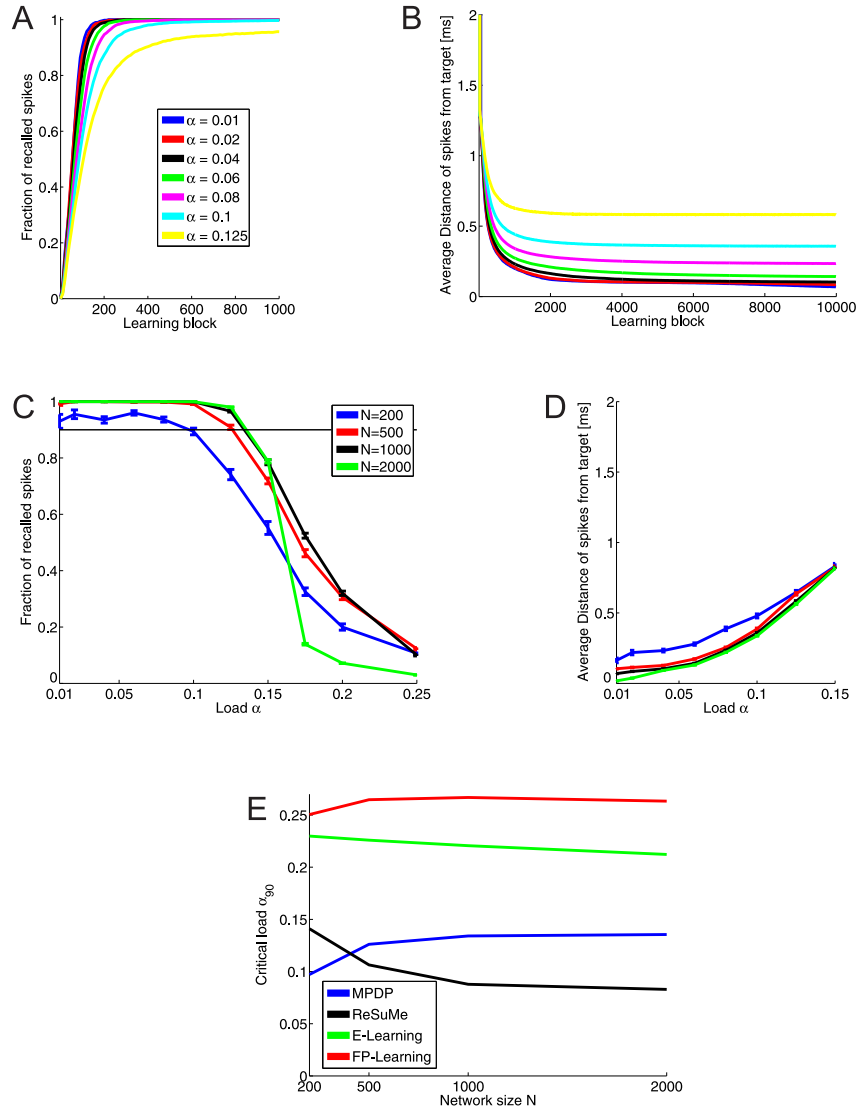 A
Fraction of recalled spikes
1
0.8
0.6
0.4
0.2
0
α = 0.01
α = 0.02
α = 0.04
α = 0.06
α = 0.08
α = 0.1
α = 0.125
200 400 600 800 1000
Learning block
B
Average Distance of spikes from target [ms]
2
1.5
1
0.5
0
2000 4000 6000 8000 10000
Learning block
C
Fraction of recalled spikes
1
0.8
0.6
0.4
0.2
0
N=200
N=500
N=1000
N=2000
0.01 0.05 0.1 0.15 0.2 0.25
Load α
D
Average Distance of spikes from target [ms]
2
1.5
1
0.5
0
0.01 0.05 0.1 0.15
Load α
E
Critical load α90
0.25
0.2
0.15
0.1
0.05
0
MPDP
ReSuMe
E-Learning
FP-Learning
200 500 1000 2000
Network size N